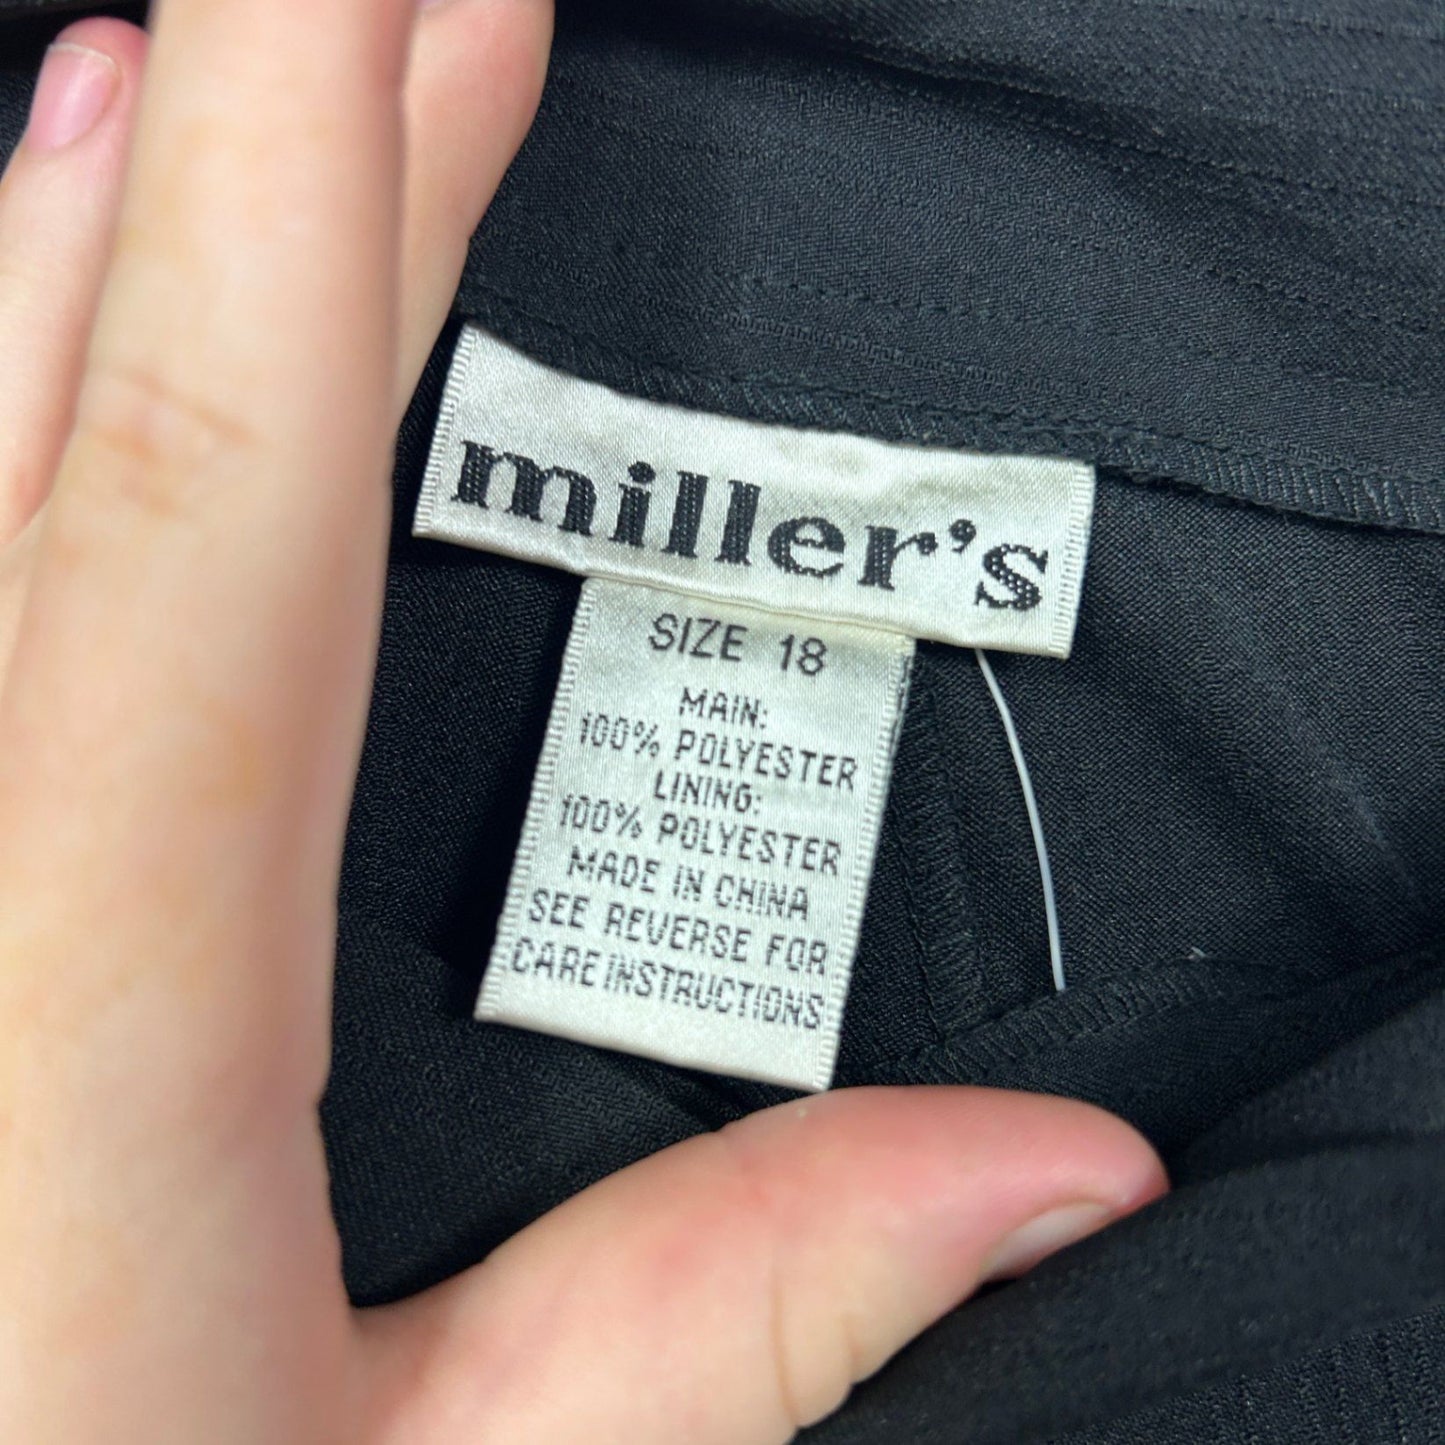 miller's
SIZE 18
MAIN:
100% POLYESTER
LINING:
100% POLYESTER
MADE IN CHINA
SEE REVERSE FOR
CARE INSTRUCTIONS